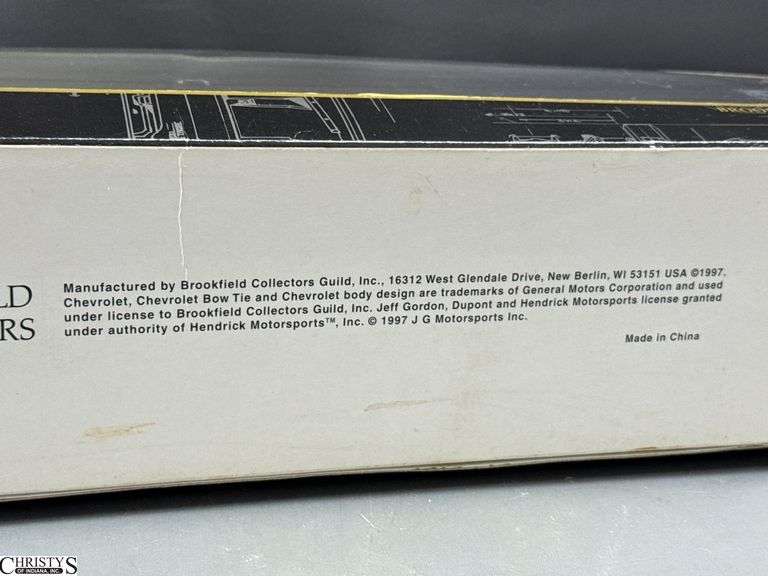 LD
RS
Manufactured by Brookfield Collectors Guild, Inc., 16312 West Glendale Drive, New Berlin, WI 53151 USA ©1997.
Chevrolet, Chevrolet Bow Tie and Chevrolet body design are trademarks of General Motors Corporation and used
under license to Brookfield Collectors Guild, Inc. Jeff Gordon, Dupont and Hendrick Motorsports license granted
under authority of Hendrick Motorsports™, Inc. © 1997 J G Motorsports Inc.
Made in China
CHRISTYS
OF INDIANA, INC.